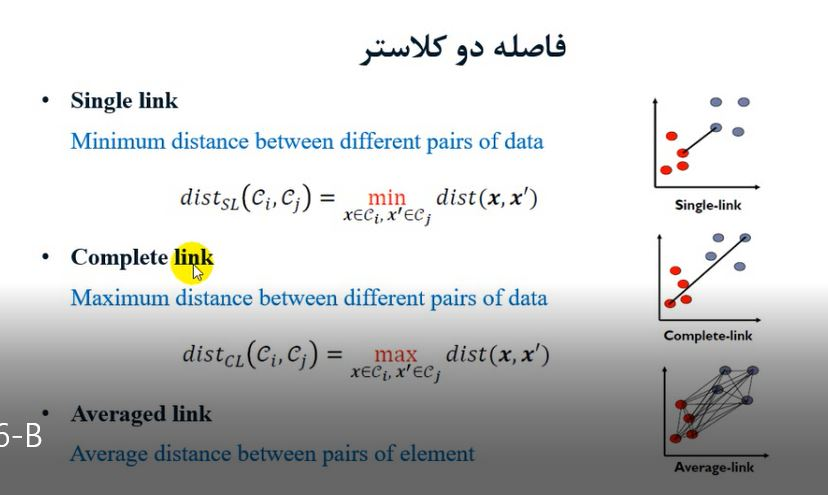 فاصله دو کلاستر
• Single link
Minimum distance between different pairs of data
dist_SL(𝒞_i, 𝒞_j) = min_{x∈𝒞_i, x′∈𝒞_j} dist(x, x′)
Single-link
• Complete link
Maximum distance between different pairs of data
dist_CL(𝒞_i, 𝒞_j) = max_{x∈𝒞_i, x′∈𝒞_j} dist(x, x′)
Complete-link
• Averaged link
6-B
Average distance between pairs of element
Average-link